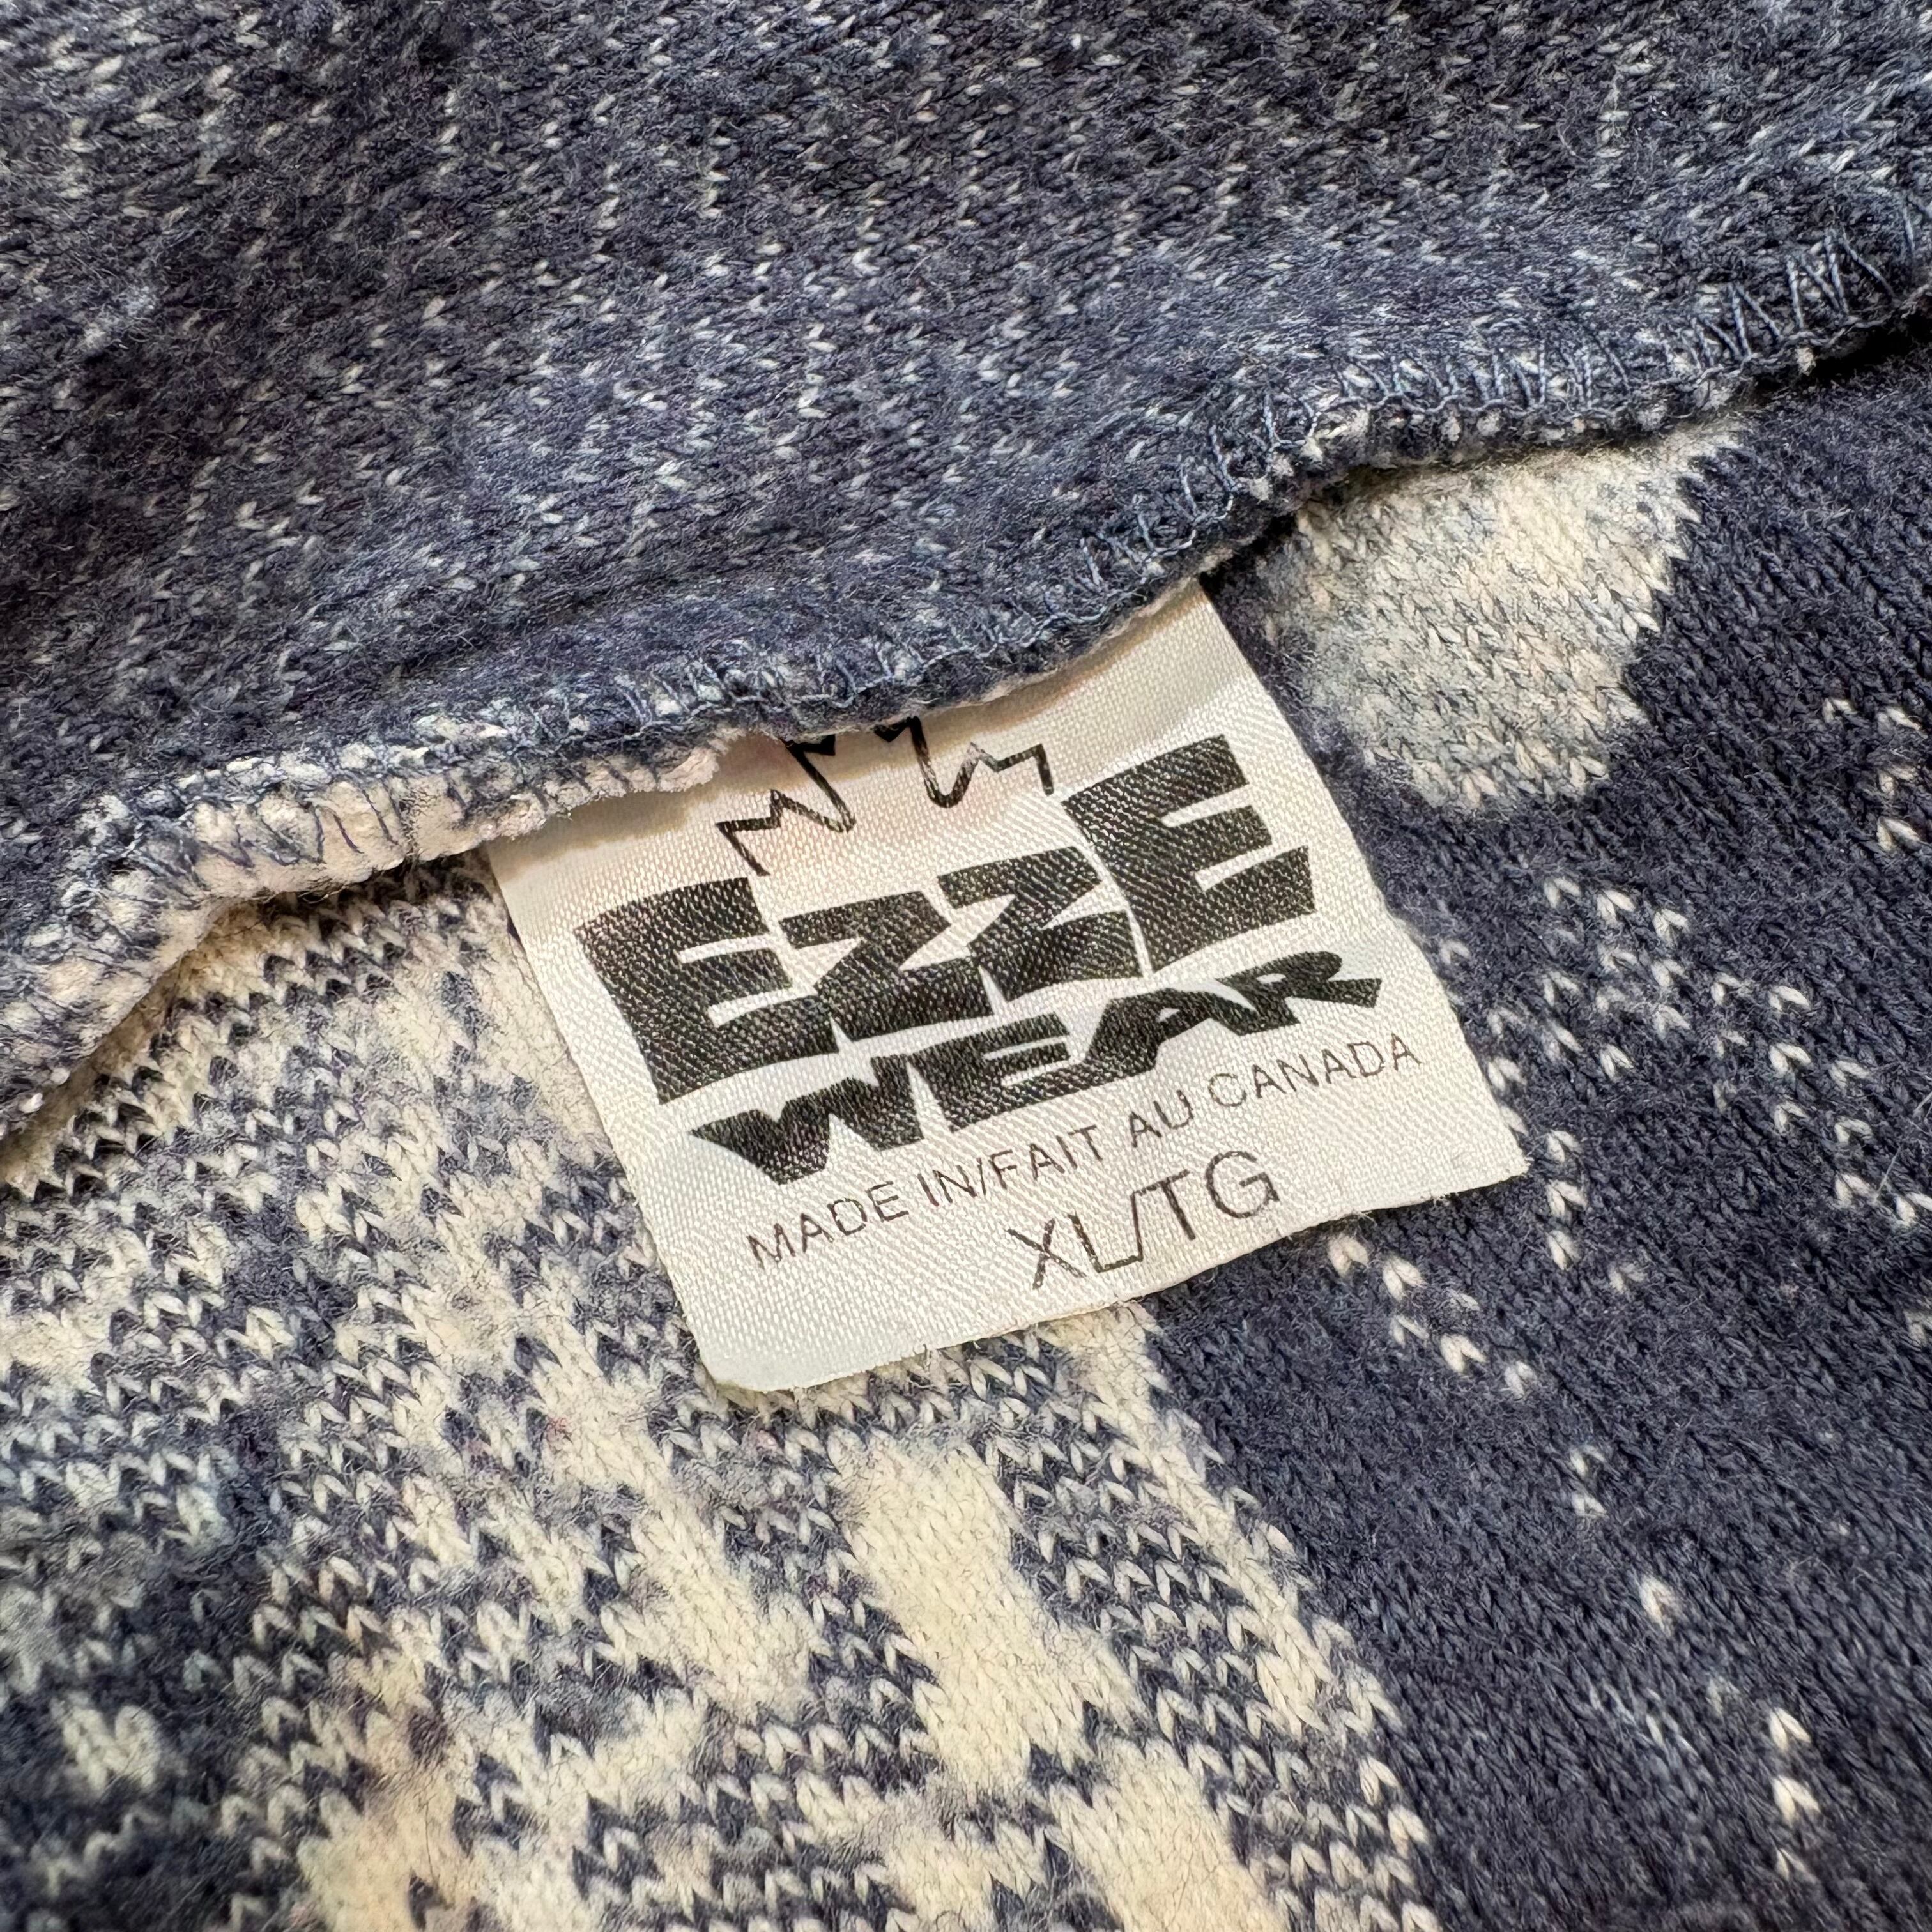 EZZE
WEAR
MADE IN/FAIT AU CANADA
XL/TG